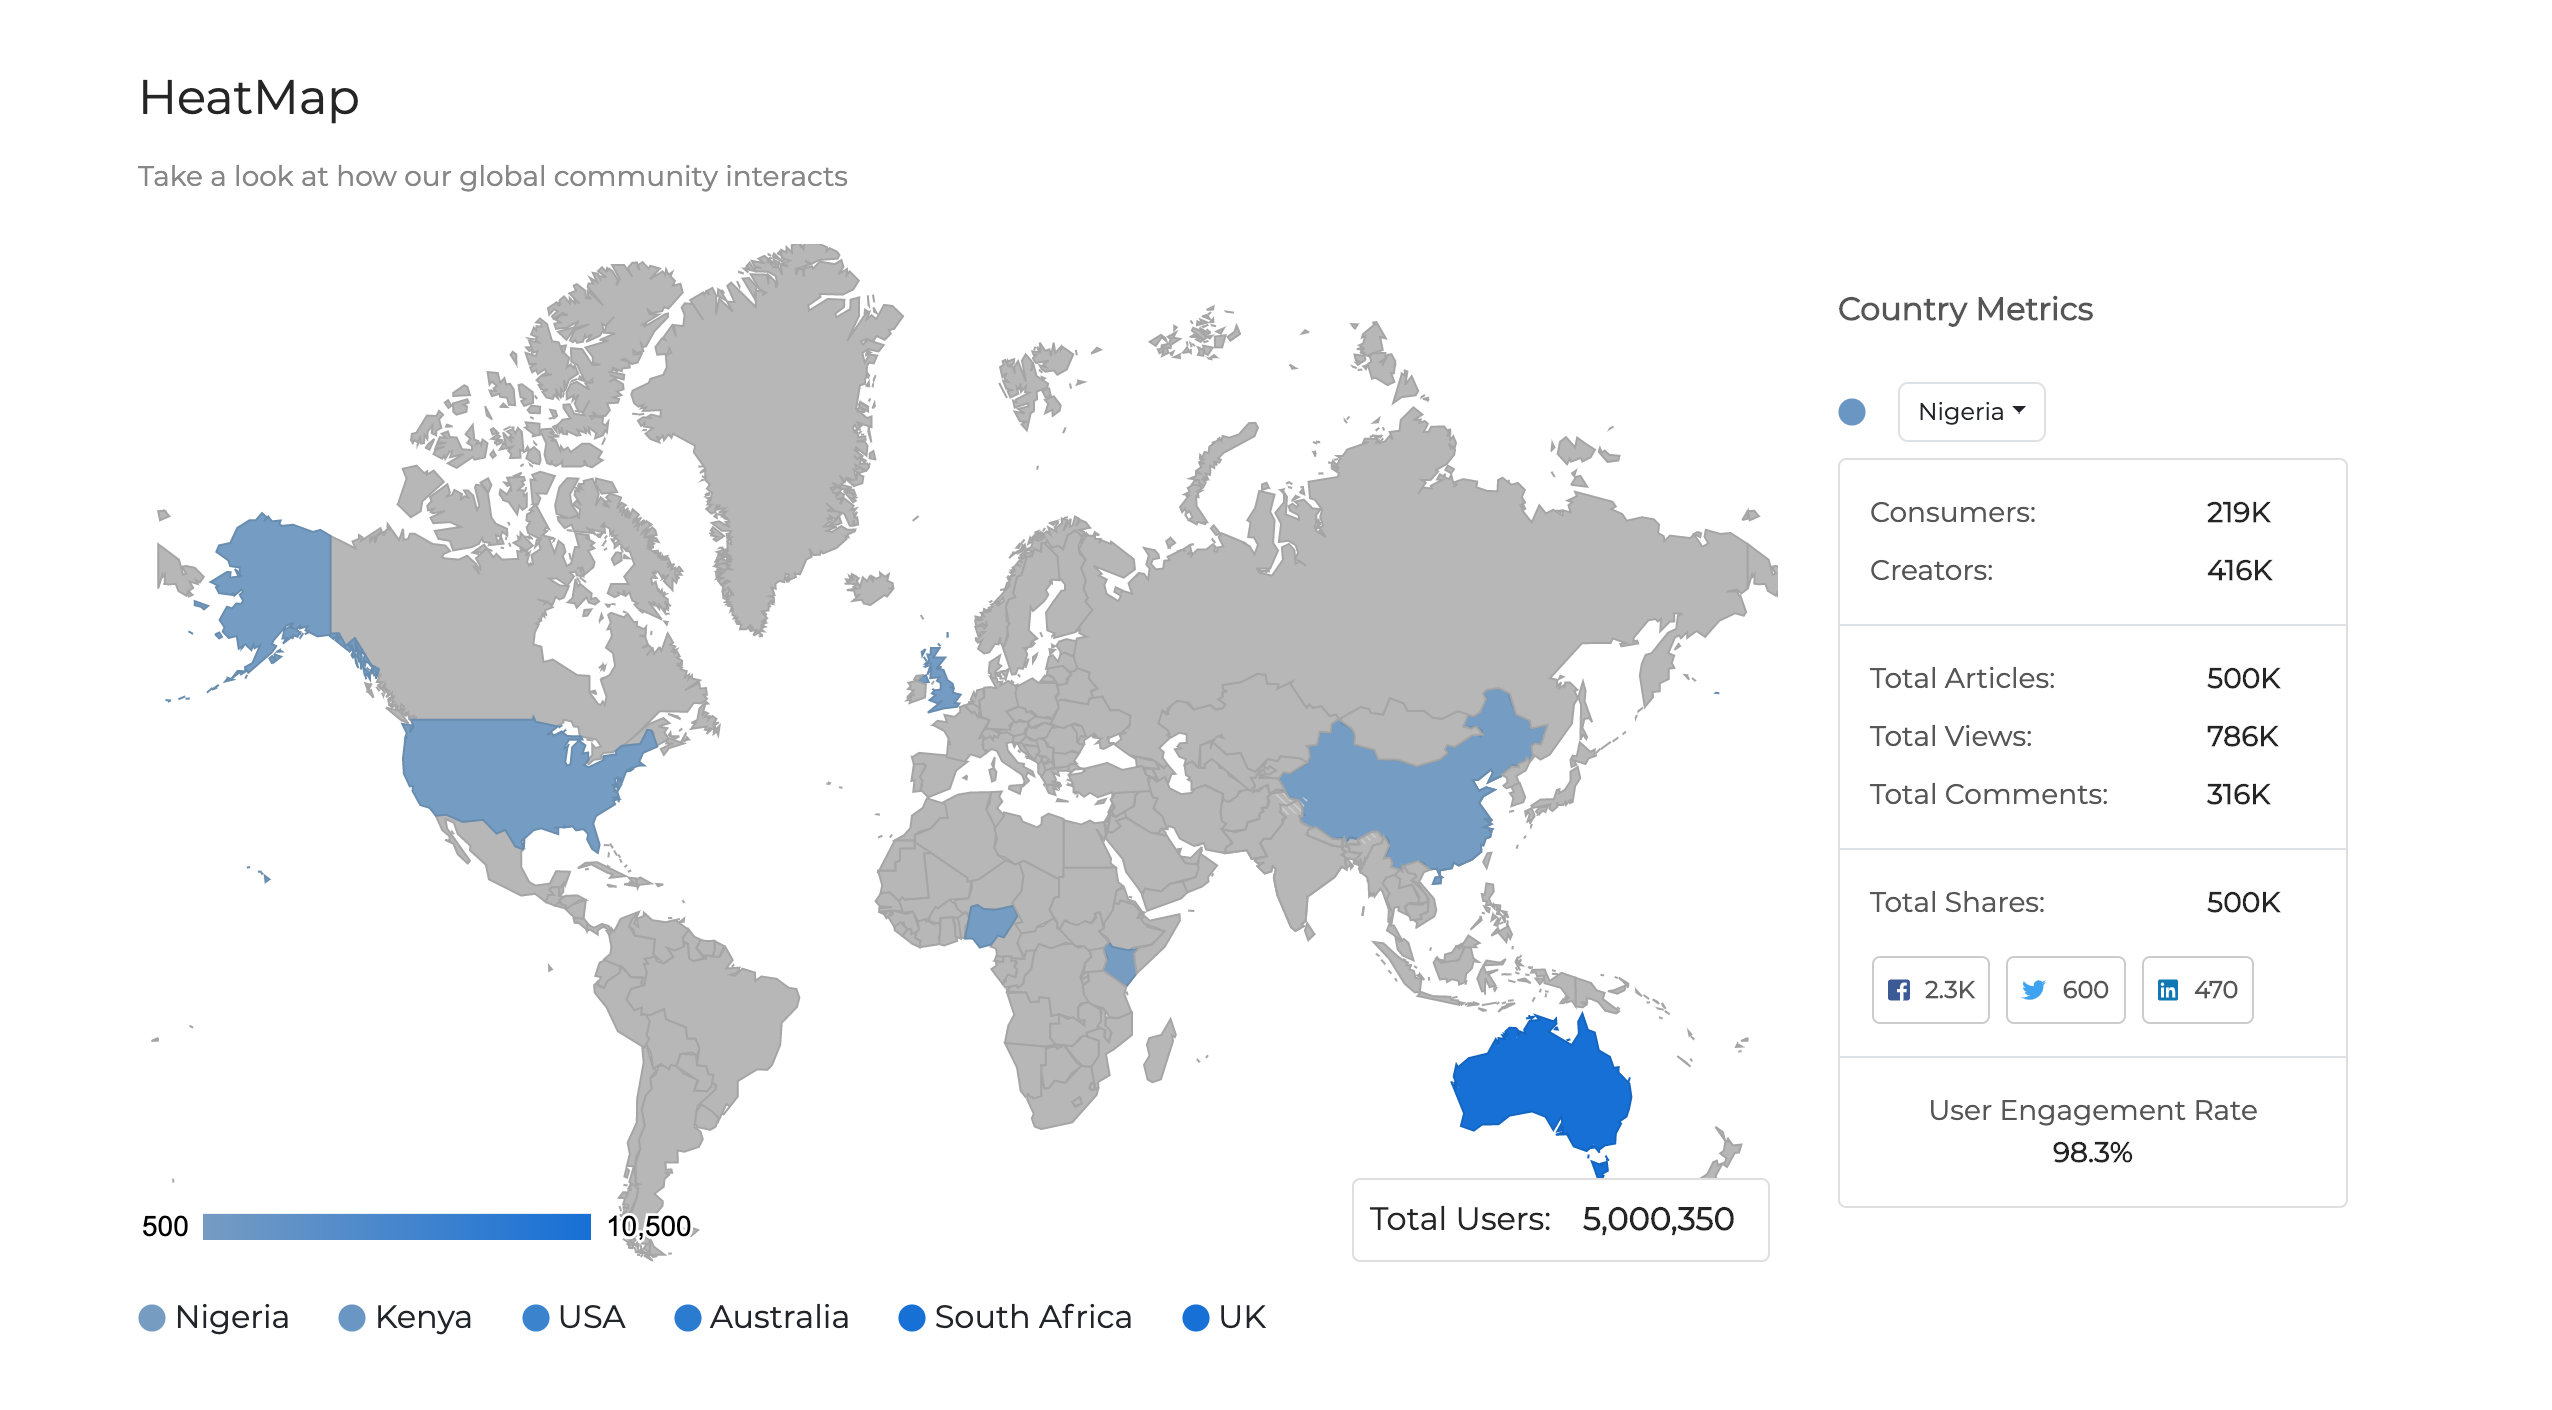 HeatMap
Take a look at how our global community interacts
Country Metrics
Nigeria
Consumers: 219K
Creators: 416K
Total Articles: 500K
Total Views: 786K
Total Comments: 316K
Total Shares: 500K
2.3K 600 470
User Engagement Rate
98.3%
500 10,500
Total Users: 5,000,350
Nigeria Kenya USA Australia South Africa UK